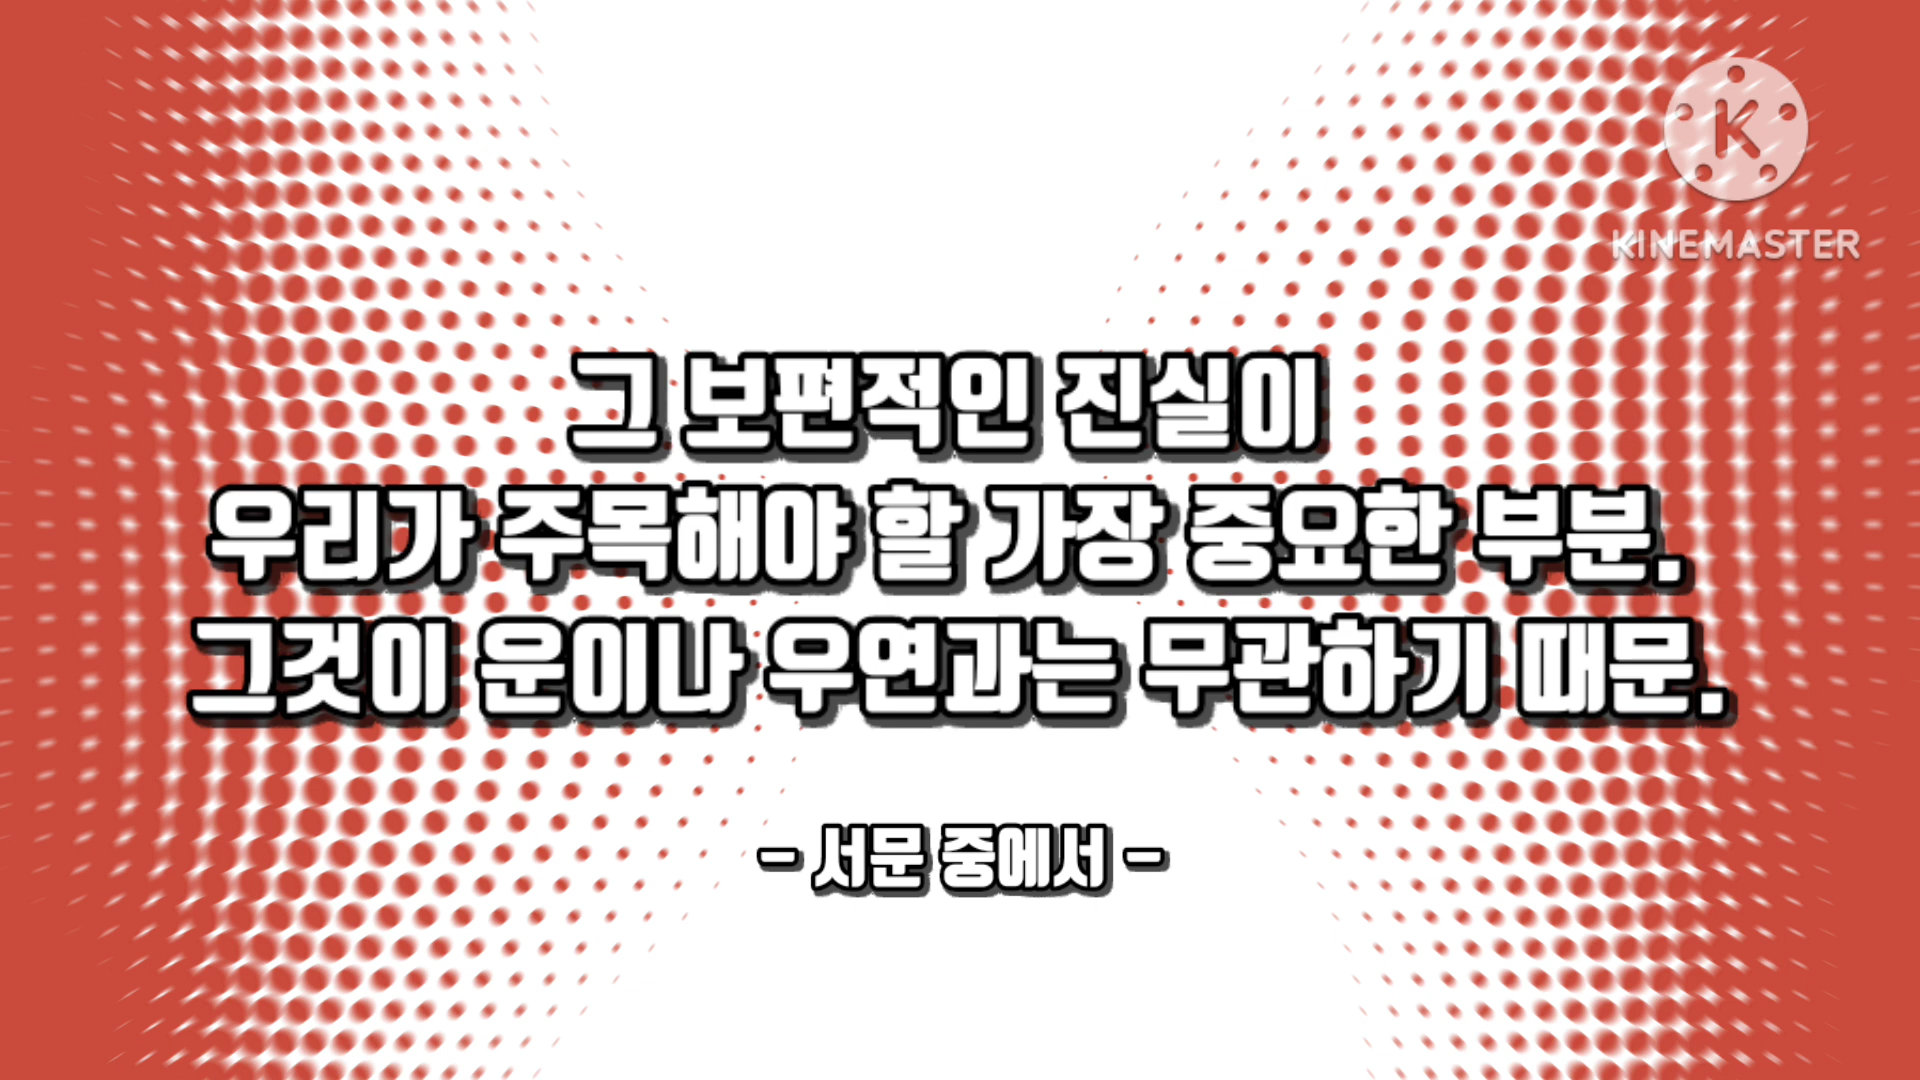 K
KINEMASTER
그 보편적인 진실이
우리가 주목해야 할 가장 중요한 부분.
그것이 운이나 우연과는 무관하기 때문.
- 서문 중에서 -